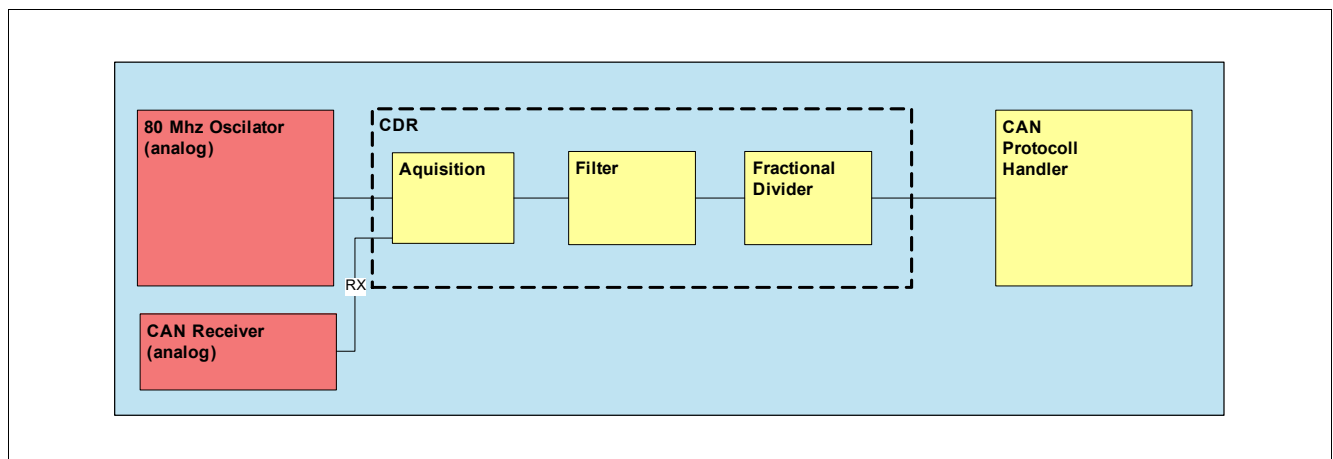 80 Mhz Oscilator
(analog)
CDR
Aquisition
Filter
Fractional
Divider
CAN
Protocoll
Handler
RX
CAN Receiver
(analog)